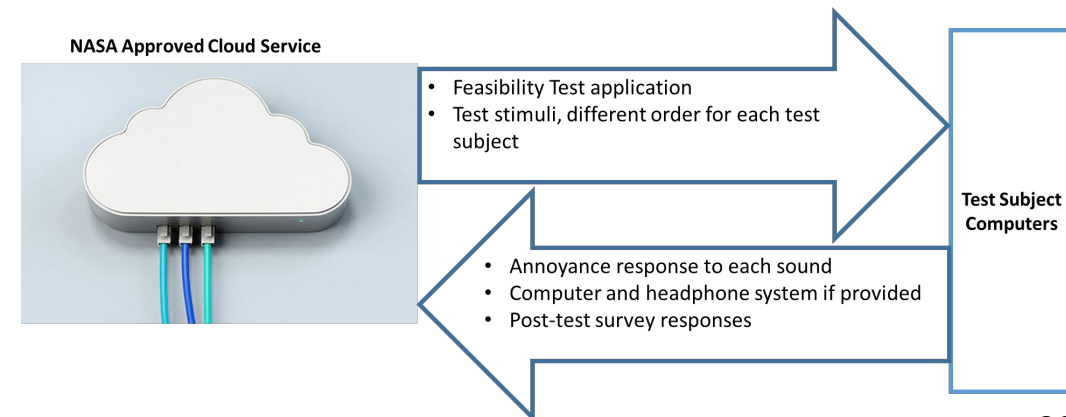 NASA Approved Cloud Service
• Feasibility Test application
• Test stimuli, different order for each test
subject
Test Subject
Computers
• Annoyance response to each sound
• Computer and headphone system if provided
• Post-test survey responses